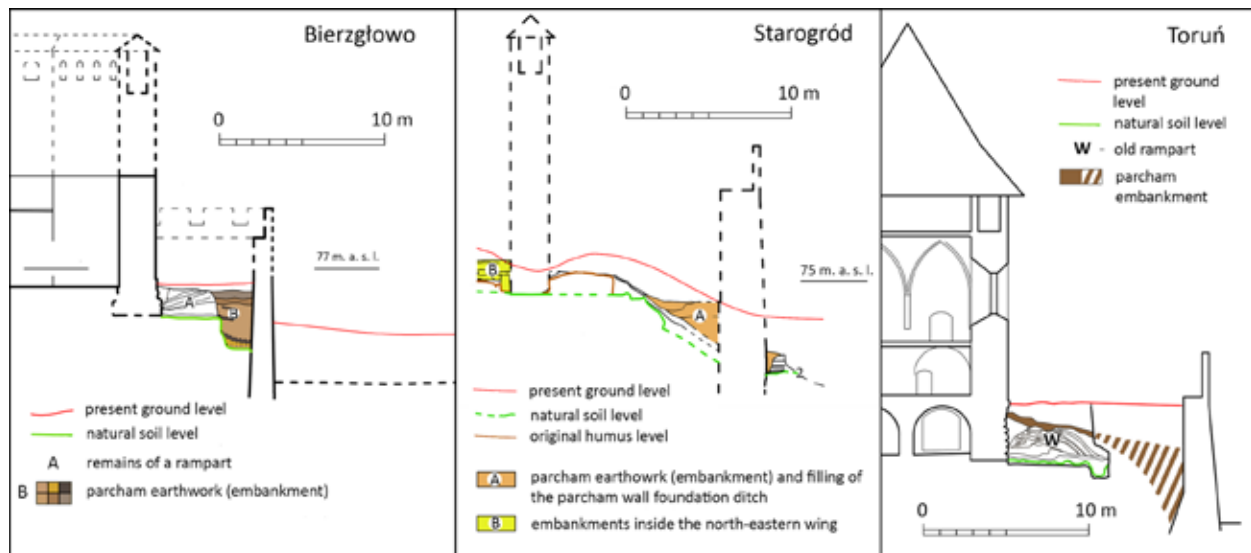 Bierzgłowo
0
10 m
77 m. a. s. l.
A
B
present ground level
natural soil level
A remains of a rampart
B parcham earthwork (embankment)
Starogród
0
10 m
B
75 m. a. s. l.
A
2
present ground level
natural soil level
original humus level
A parcham earthowrk (embankment) and filling of
the parcham wall foundation ditch
B embankments inside the north-eastern wing
Toruń
present ground
level
natural soil level
W - old rampart
parcham
embankment
W
0
10 m